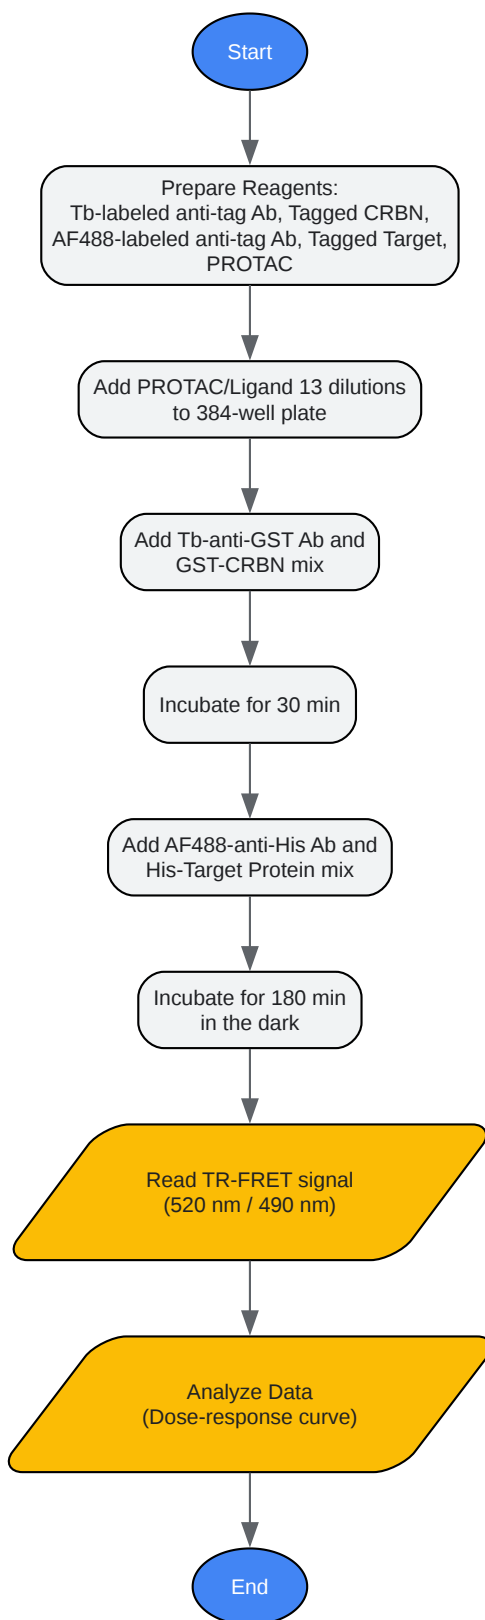 Start
Prepare Reagents:
Tb-labeled anti-tag Ab, Tagged CRBN,
AF488-labeled anti-tag Ab, Tagged Target,
PROTAC
Add PROTAC/Ligand 13 dilutions
to 384-well plate
Add Tb-anti-GST Ab and
GST-CRBN mix
Incubate for 30 min
Add AF488-anti-His Ab and
His-Target Protein mix
Incubate for 180 min
in the dark
Read TR-FRET signal
(520 nm / 490 nm)
Analyze Data
(Dose-response curve)
End